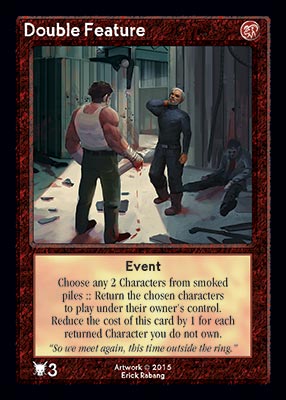 Double Feature
Event
Choose any 2 Characters from smoked
piles :: Return the chosen characters
to play under their owner's control.
Reduce the cost of this card by 1 for each
returned Character you do not own.
"So we meet again, this time outside the ring."
3
Artwork © 2015
Erick Rabang